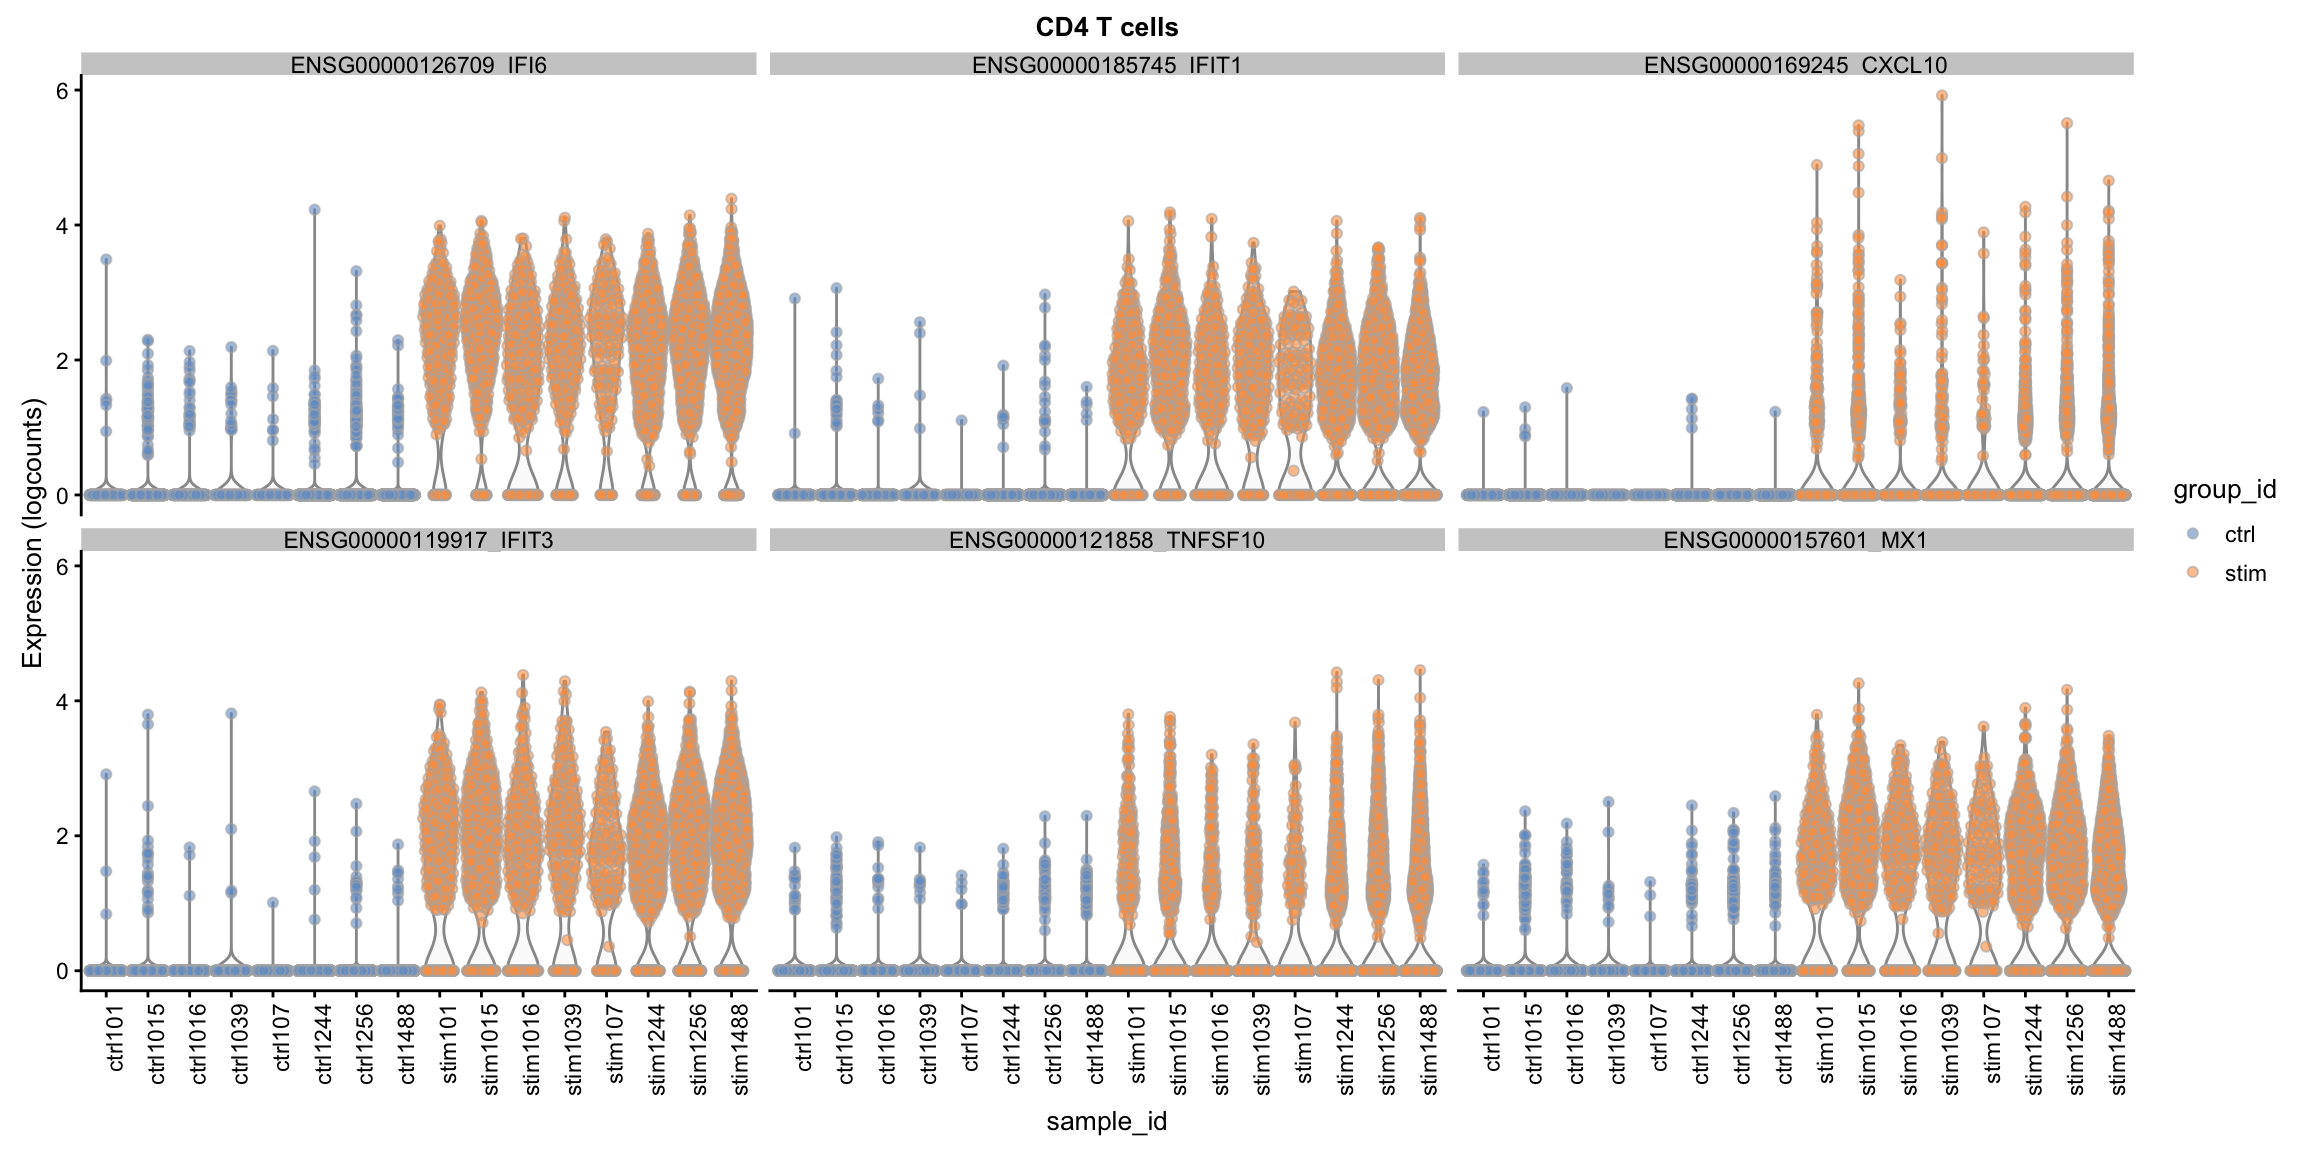 CD4 T cells
ENSG00000126709_IFI6
ENSG00000185745_IFIT1
ENSG00000169245_CXCL10
6
4
2
0
Expression (logcounts)
ENSG00000119917_IFIT3
ENSG00000121858_TNFSF10
ENSG00000157601_MX1
6
4
2
0
ctrl101
ctrl1015
ctrl1016
ctrl1039
ctrl107
ctrl1244
ctrl1256
ctrl1488
stim101
stim1015
stim1016
stim1039
stim107
stim1244
stim1256
stim1488
ctrl101
ctrl1015
ctrl1016
ctrl1039
ctrl107
ctrl1244
ctrl1256
ctrl1488
stim101
stim1015
stim1016
stim1039
stim107
stim1244
stim1256
stim1488
ctrl101
ctrl1015
ctrl1016
ctrl1039
ctrl107
ctrl1244
ctrl1256
ctrl1488
stim101
stim1015
stim1016
stim1039
stim107
stim1244
stim1256
stim1488
sample_id
group_id
ctrl
stim